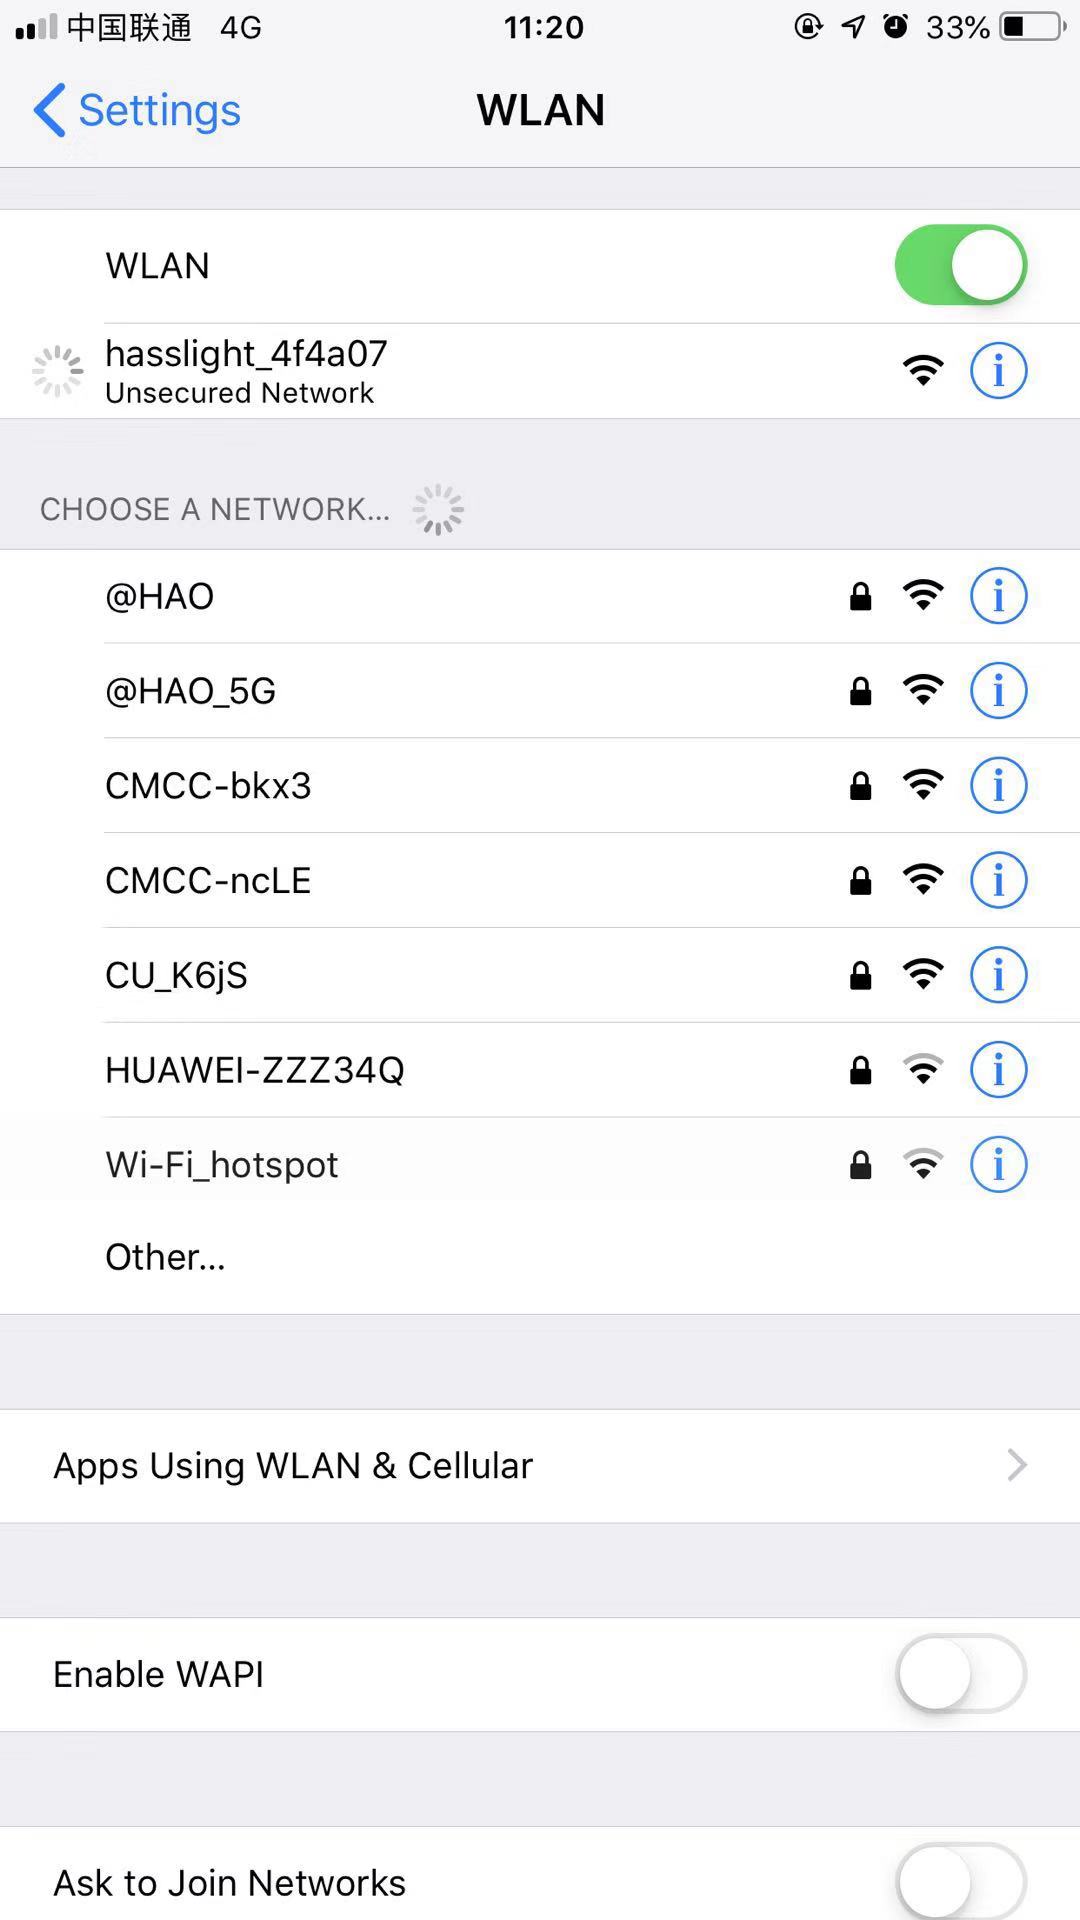 中国联通 4G 11:20 33%
Settings WLAN
WLAN
hasslight_4f4a07
Unsecured Network
CHOOSE A NETWORK...
@HAO
@HAO_5G
CMCC-bkx3
CMCC-ncLE
CU_K6jS
HUAWEI-ZZZ34Q
Wi-Fi_hotspot
Other...
Apps Using WLAN & Cellular
Enable WAPI
Ask to Join Networks